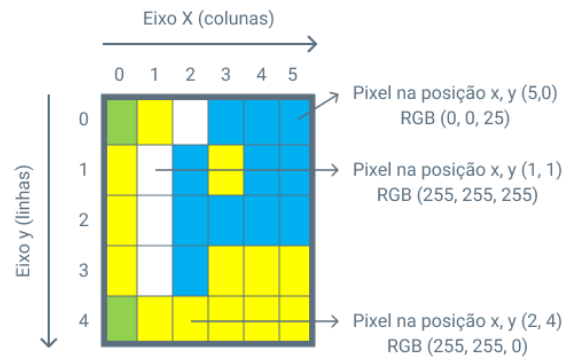 Eixo X (colunas)
0 1 2 3 4 5
0
1
2
3
4
Eixo y (linhas)
Pixel na posição x, y (5,0)
RGB (0, 0, 25)
Pixel na posição x, y (1, 1)
RGB (255, 255, 255)
Pixel na posição x, y (2, 4)
RGB (255, 255, 0)